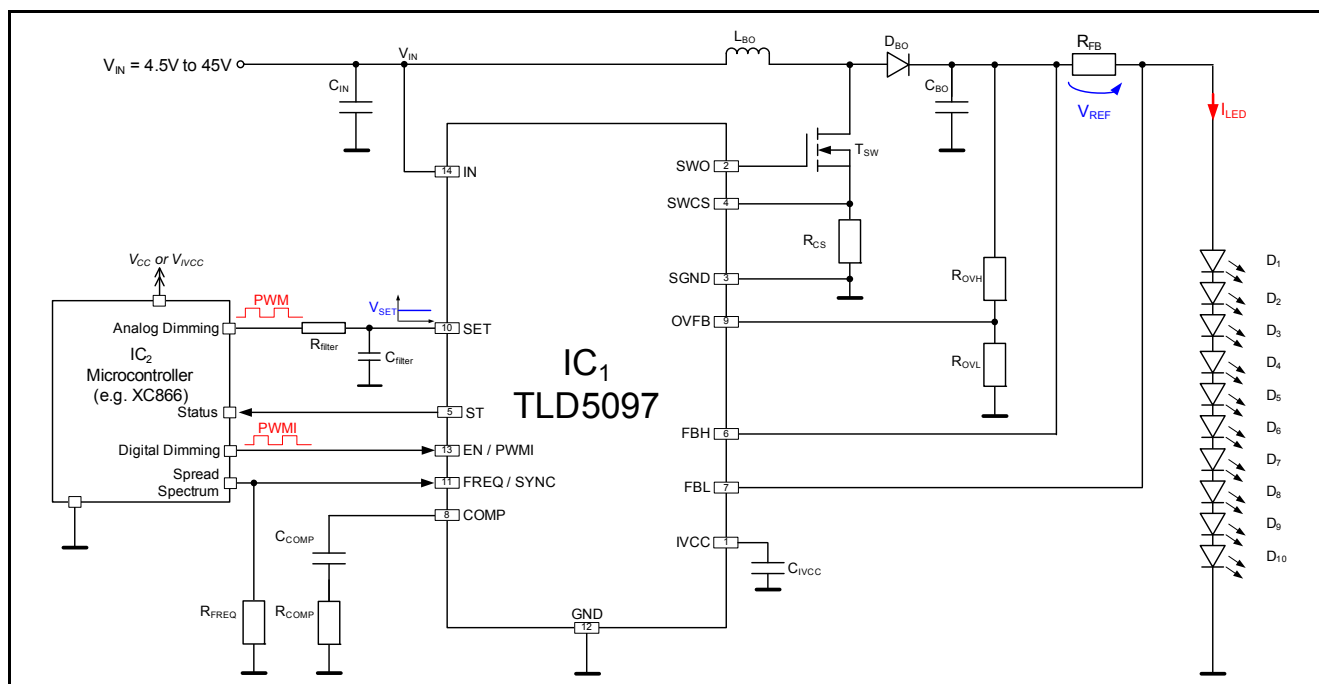 V_IN = 4.5V to 45V
V_IN
L_BO
D_BO
R_FB
C_IN
C_BO
V_REF
I_LED
14 IN
SWO 2
T_SW
SWCS 4
R_CS
SGND 3
R_OVH
OVFB 9
R_OVL
V_CC or V_IVCC
PWM
V_SET
Analog Dimming
R_filter
C_filter
10 SET
IC_2
Microcontroller
(e.g. XC866)
IC_1
TLD5097
Status
5 ST
PWMI
Digital Dimming
13 EN / PWMI
Spread
Spectrum
11 FREQ / SYNC
8 COMP
FBH 6
FBL 7
IVCC 1
C_IVCC
C_COMP
R_FREQ
R_COMP
GND
12
D_1
D_2
D_3
D_4
D_5
D_6
D_7
D_8
D_9
D_10